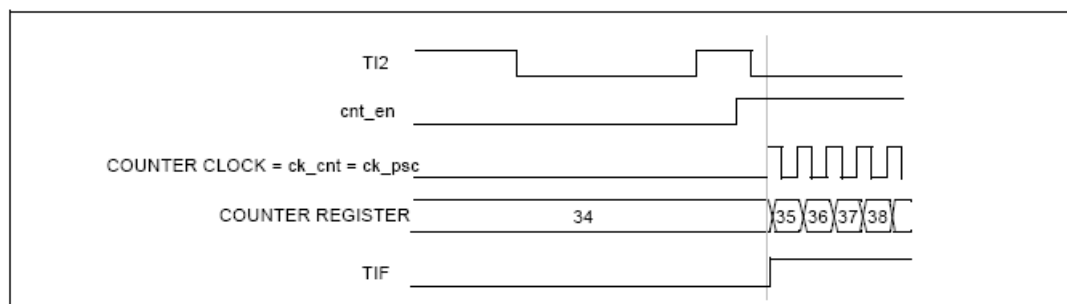 TI2
cnt_en
COUNTER CLOCK = ck_cnt = ck_psc
COUNTER REGISTER 34 35 36 37 38
TIF